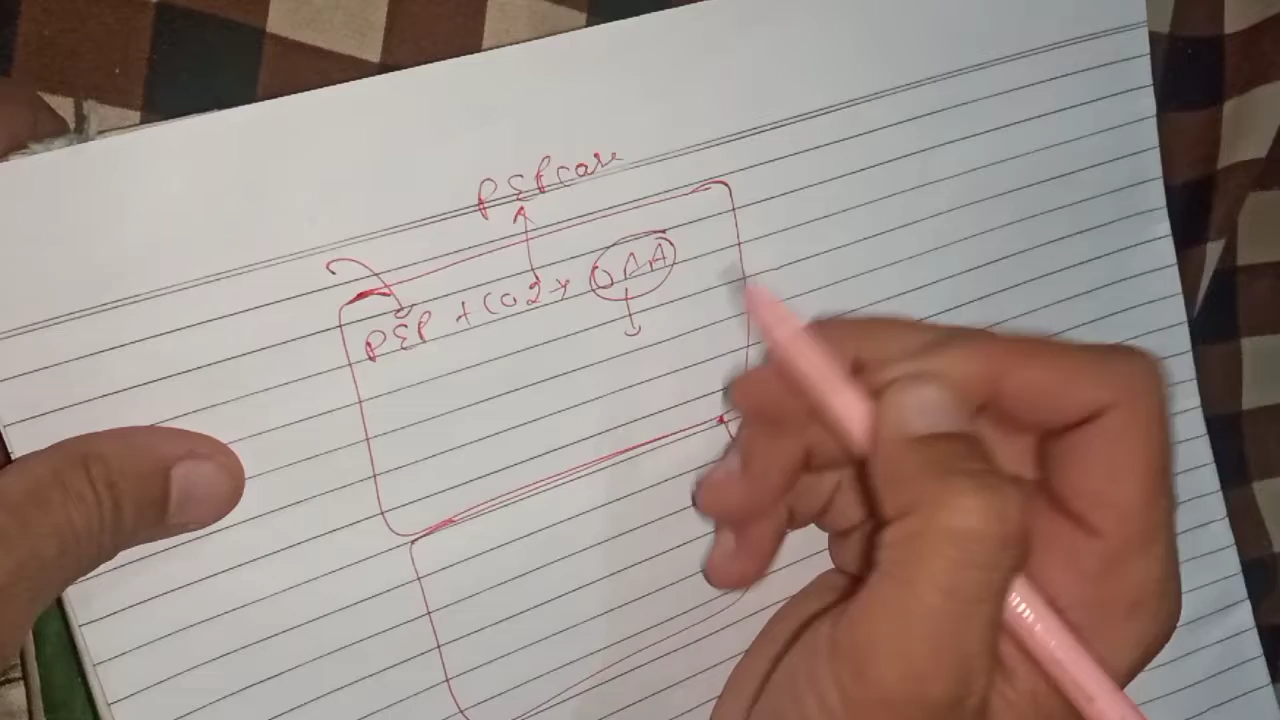 PEPcase
PEP + CO2 → OAA